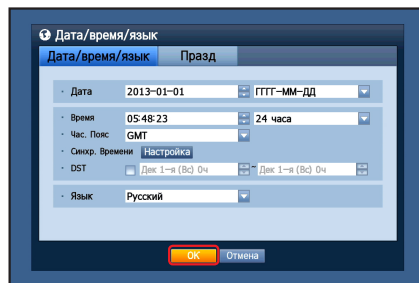 Дата/время/язык
Дата/время/язык Празд
· Дата 2013-01-01 ГГГГ-ММ-ДД
· Время 05:48:23 24 часа
· Час. Пояс GMT
· Синхр. Времени Настройка
· DST Дек 1-я (Вс) 0ч ~ Дек 1-я (Вс) 0ч
· Язык Русский
OK Отмена